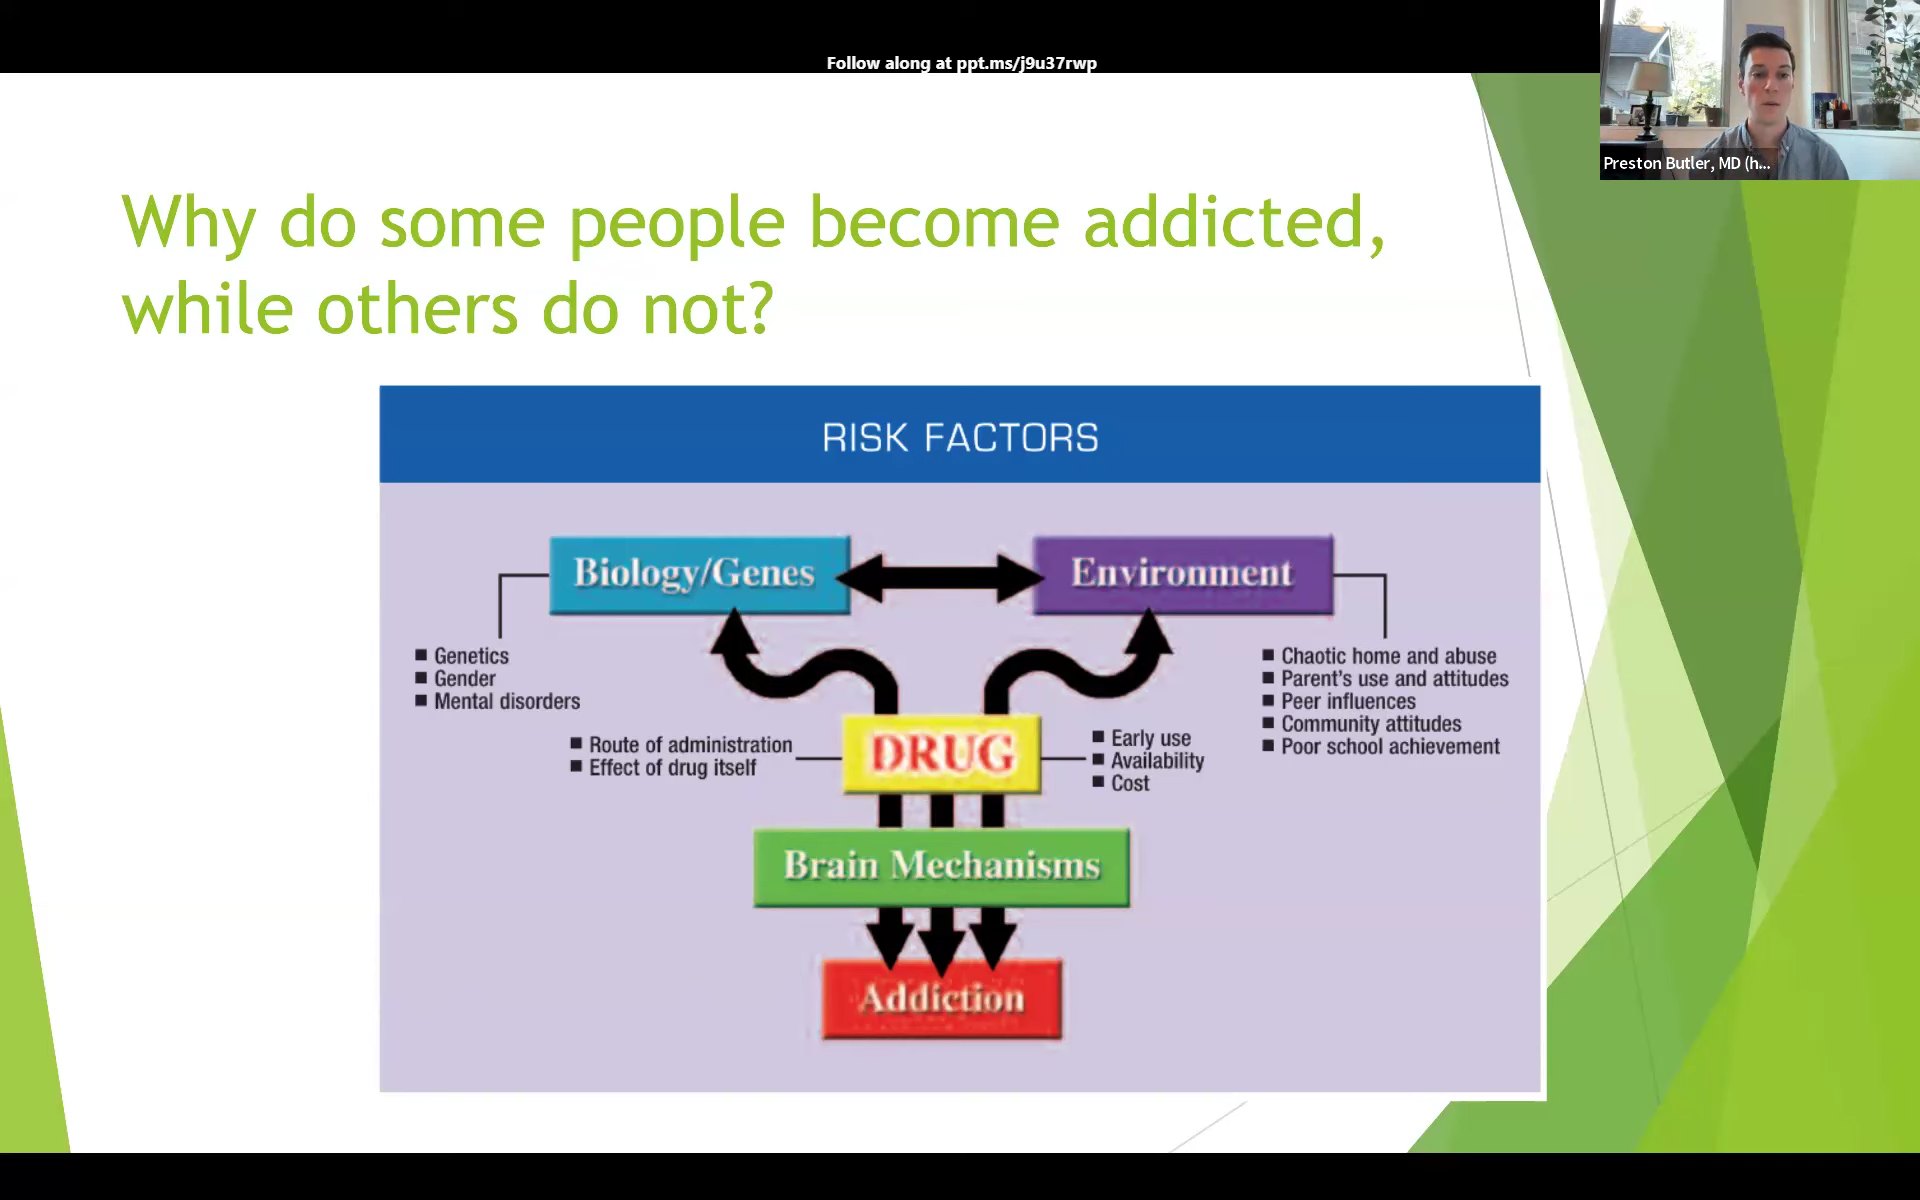 Follow along at ppt.ms/j9u37rwp
Preston Butler, MD (h...
Why do some people become addicted,
while others do not?
RISK FACTORS
Biology/Genes
Environment
■ Genetics
■ Gender
■ Mental disorders
■ Chaotic home and abuse
■ Parent's use and attitudes
■ Peer influences
■ Community attitudes
■ Poor school achievement
■ Route of administration
■ Effect of drug itself
DRUG
■ Early use
■ Availability
■ Cost
Brain Mechanisms
Addiction